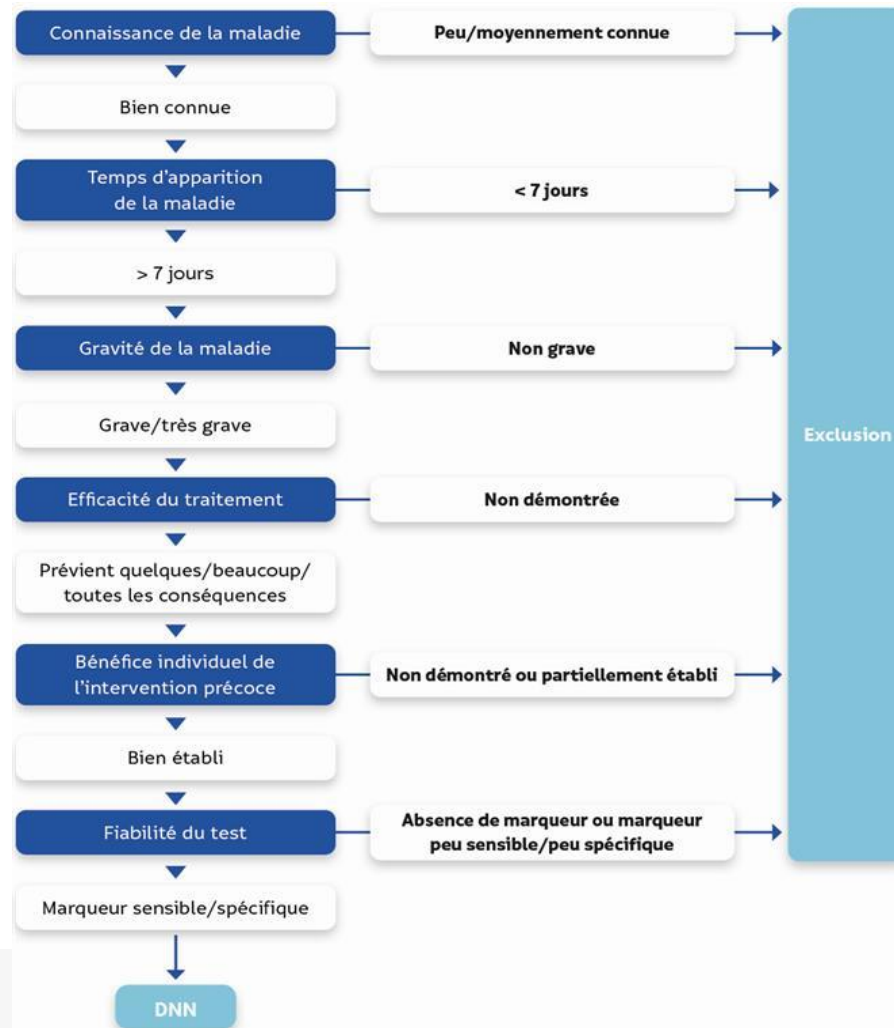 Connaissance de la maladie
Peu/moyennement connue
Bien connue
Temps d’apparition
de la maladie
< 7 jours
> 7 jours
Gravité de la maladie
Non grave
Grave/très grave
Exclusion
Efficacité du traitement
Non démontrée
Prévient quelques/beaucoup/
toutes les conséquences
Bénéfice individuel de
l’intervention précoce
Non démontré ou partiellement établi
Bien établi
Fiabilité du test
Absence de marqueur ou marqueur
peu sensible/peu spécifique
Marqueur sensible/spécifique
DNN